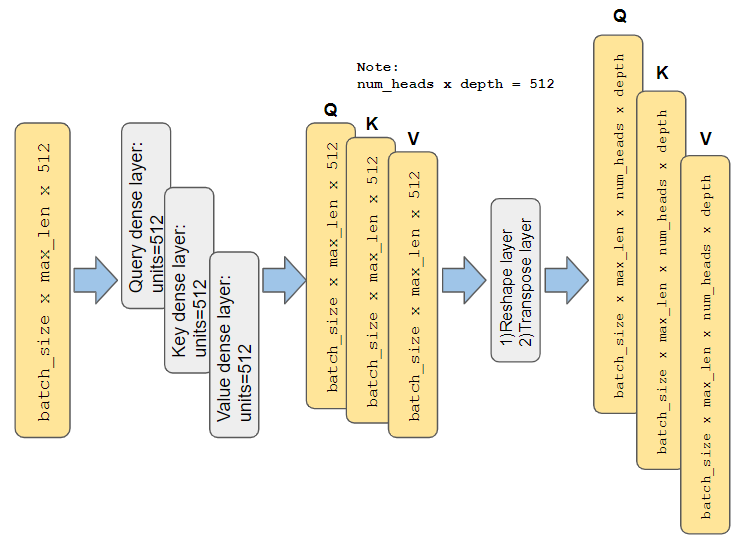 batch_size x max_len x 512
Query dense layer:
units=512
Key dense layer:
units=512
Value dense layer:
units=512
Note:
num_heads x depth = 512
Q
batch_size x max_len x 512
K
batch_size x max_len x 512
V
batch_size x max_len x 512
1)Reshape layer
2)Transpose layer
Q
batch_size x max_len x num_heads x depth
K
batch_size x max_len x num_heads x depth
V
batch_size x max_len x num_heads x depth